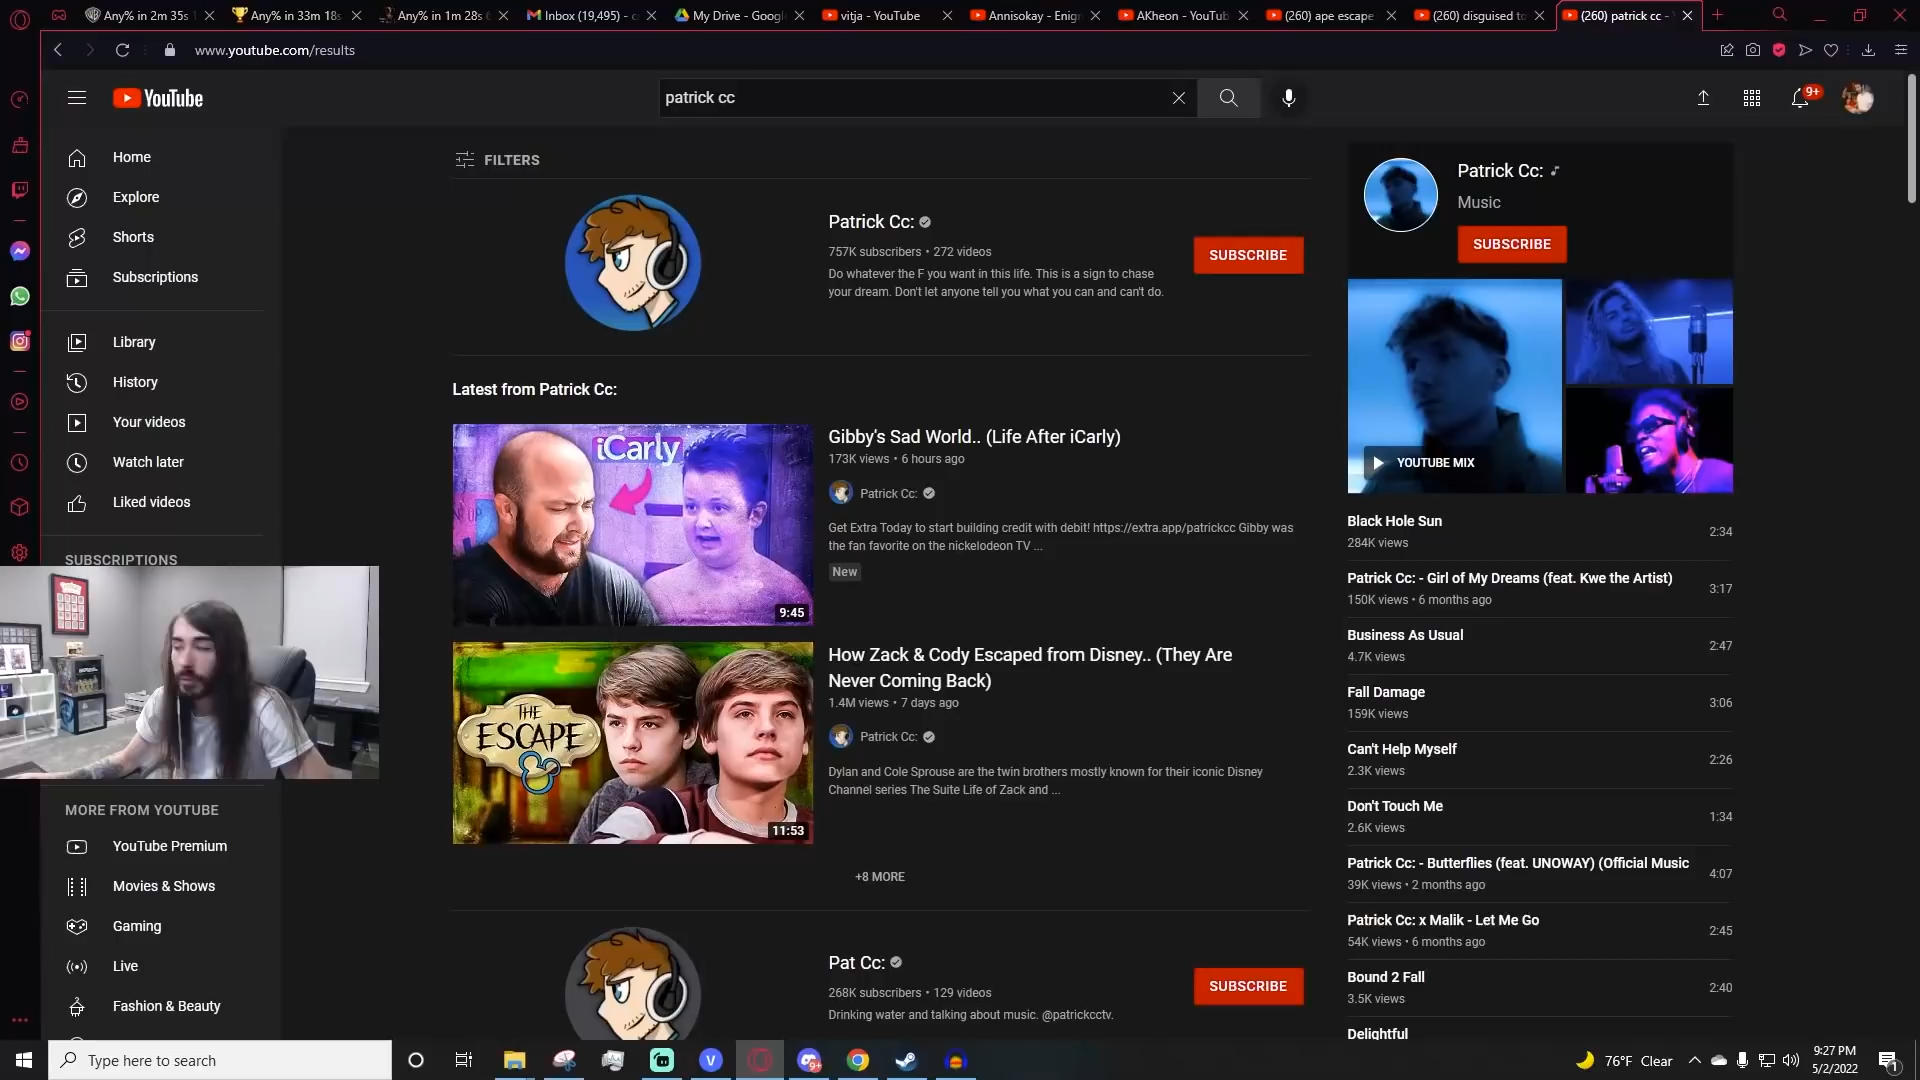 Any% in 2m 35s
Any% in 33m 18s
Any% in 1m 28s
Inbox (19,495) - c
My Drive - Google
vitja - YouTube
Annisokay - Enig
AKheon - YouTub
(260) ape escape
(260) disguised to
(260) patrick cc -
www.youtube.com/results
YouTube
patrick cc
9+
Home
Explore
Shorts
Subscriptions
Library
History
Your videos
Watch later
Liked videos
SUBSCRIPTIONS
MORE FROM YOUTUBE
YouTube Premium
Movies & Shows
Gaming
Live
Fashion & Beauty
FILTERS
Patrick Cc:
757K subscribers • 272 videos
Do whatever the F you want in this life. This is a sign to chase
your dream. Don't let anyone tell you what you can and can't do.
SUBSCRIBE
Latest from Patrick Cc:
iCarly
9:45
Gibby's Sad World.. (Life After iCarly)
173K views • 6 hours ago
Patrick Cc:
Get Extra Today to start building credit with debit! https://extra.app/patrickcc Gibby was
the fan favorite on the nickelodeon TV ...
New
THE
ESCAPE
11:53
How Zack & Cody Escaped from Disney.. (They Are
Never Coming Back)
1.4M views • 7 days ago
Patrick Cc:
Dylan and Cole Sprouse are the twin brothers mostly known for their iconic Disney
Channel series The Suite Life of Zack and ...
+8 MORE
Pat Cc:
268K subscribers • 129 videos
Drinking water and talking about music. @patrickcctv.
SUBSCRIBE
Patrick Cc:
Music
SUBSCRIBE
YOUTUBE MIX
Black Hole Sun
284K views
2:34
Patrick Cc: - Girl of My Dreams (feat. Kwe the Artist)
150K views • 6 months ago
3:17
Business As Usual
4.7K views
2:47
Fall Damage
159K views
3:06
Can't Help Myself
2.3K views
2:26
Don't Touch Me
2.6K views
1:34
Patrick Cc: - Butterflies (feat. UNOWAY) (Official Music
39K views • 2 months ago
4:07
Patrick Cc: x Malik - Let Me Go
54K views • 6 months ago
2:45
Bound 2 Fall
3.5K views
2:40
Delightful
Type here to search
9+
76°F Clear
9:27 PM
5/2/2022
1